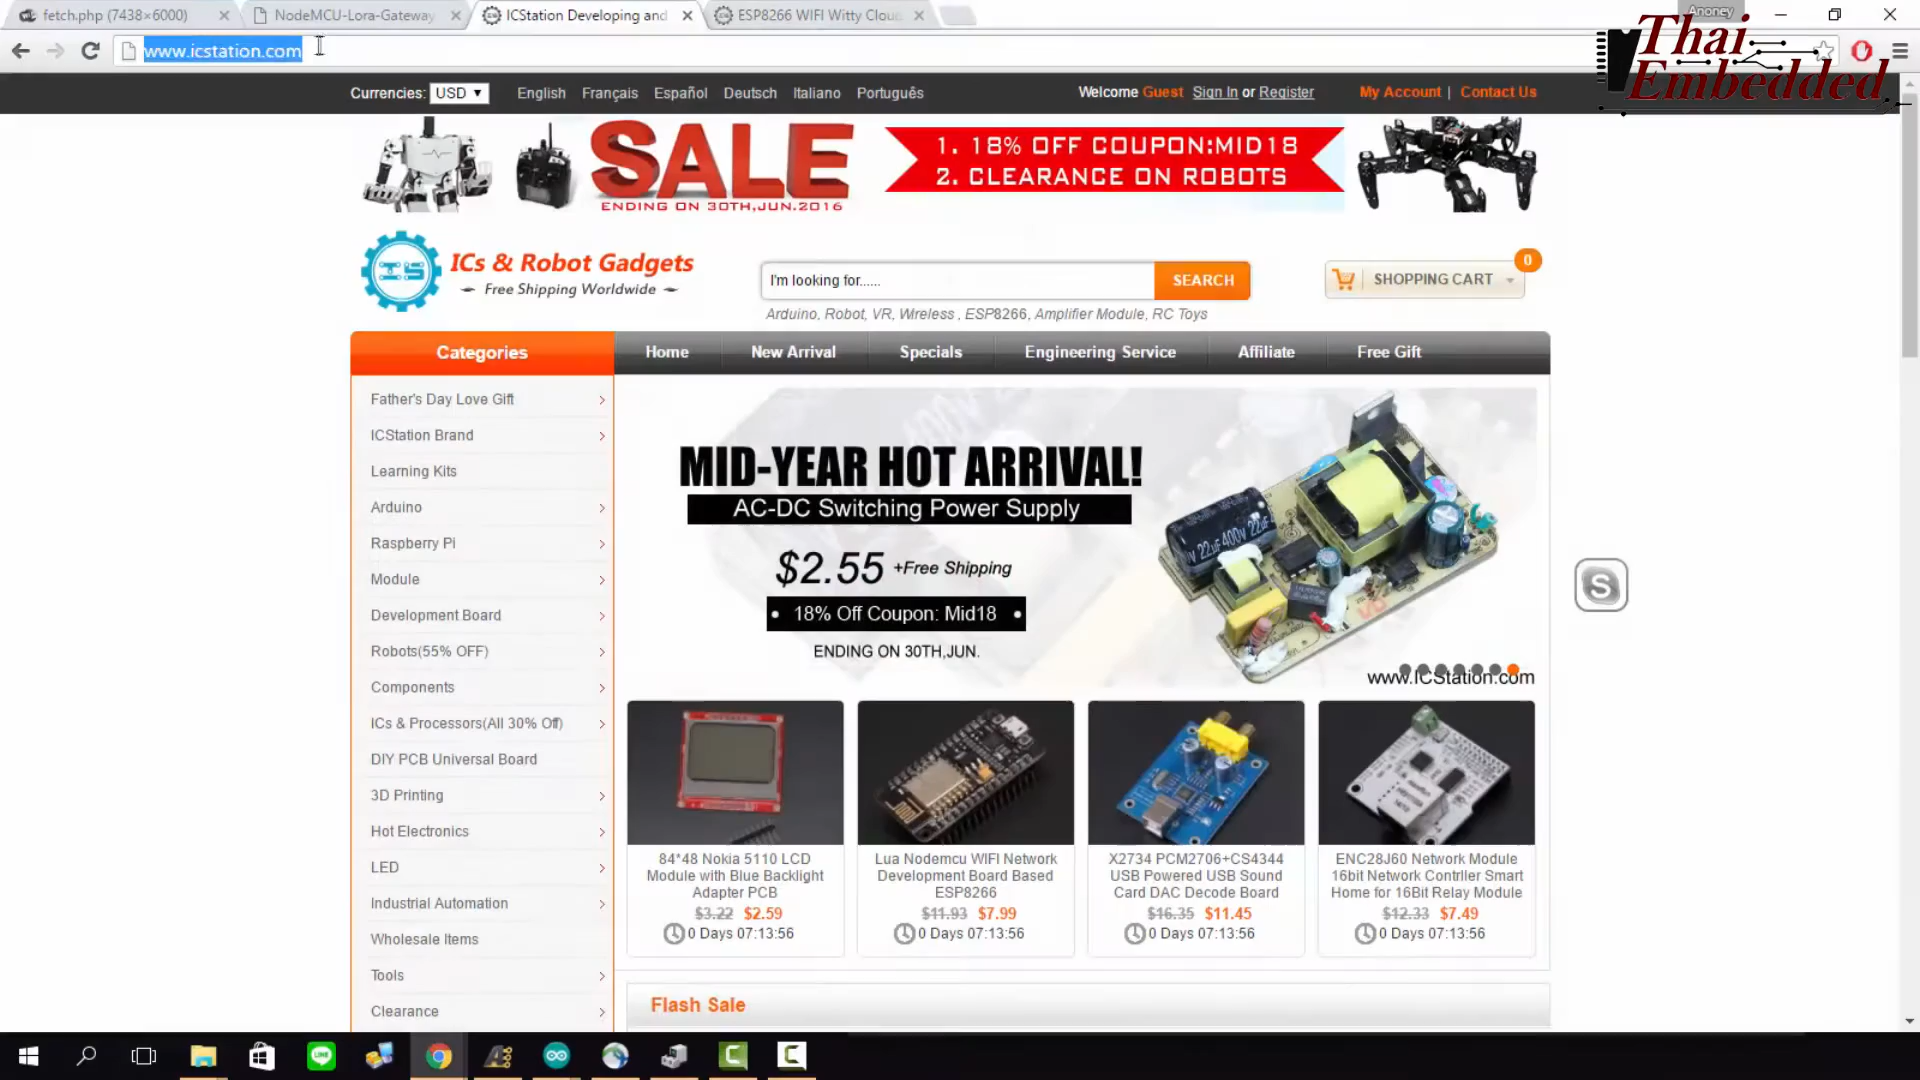 fetch.php (7438×6000)
NodeMCU-Lora-Gateway
ICStation Developing and
ESP8266 WIFI Witty Clou
Anoney
www.icstation.com
Thai Embedded
Currencies: USD
English Français Español Deutsch Italiano Português
Welcome Guest Sign In or Register
My Account | Contact Us
SALE
ENDING ON 30TH,JUN.2016
1. 18% OFF COUPON:MID18
2. CLEARANCE ON ROBOTS
IS
ICs & Robot Gadgets
Free Shipping Worldwide
I'm looking for......
SEARCH
SHOPPING CART
0
Arduino, Robot, VR, Wireless , ESP8266, Amplifier Module, RC Toys
Categories
Home New Arrival Specials Engineering Service Affiliate Free Gift
Father's Day Love Gift
ICStation Brand
Learning Kits
Arduino
Raspberry Pi
Module
Development Board
Robots(55% OFF)
Components
ICs & Processors(All 30% Off)
DIY PCB Universal Board
3D Printing
Hot Electronics
LED
Industrial Automation
Wholesale Items
Tools
Clearance
MID-YEAR HOT ARRIVAL!
AC-DC Switching Power Supply
$2.55 +Free Shipping
• 18% Off Coupon: Mid18 •
ENDING ON 30TH,JUN.
22uF 400v
www.ICStation.com
S
84*48 Nokia 5110 LCD
Module with Blue Backlight
Adapter PCB
$3.22 $2.59
0 Days 07:13:56
Lua Nodemcu WIFI Network
Development Board Based
ESP8266
$11.93 $7.99
0 Days 07:13:56
X2734 PCM2706+CS4344
USB Powered USB Sound
Card DAC Decode Board
$16.35 $11.45
0 Days 07:13:56
ENC28J60 Network Module
16bit Network Contrller Smart
Home for 16Bit Relay Module
$12.33 $7.49
0 Days 07:13:56
Flash Sale
LINE